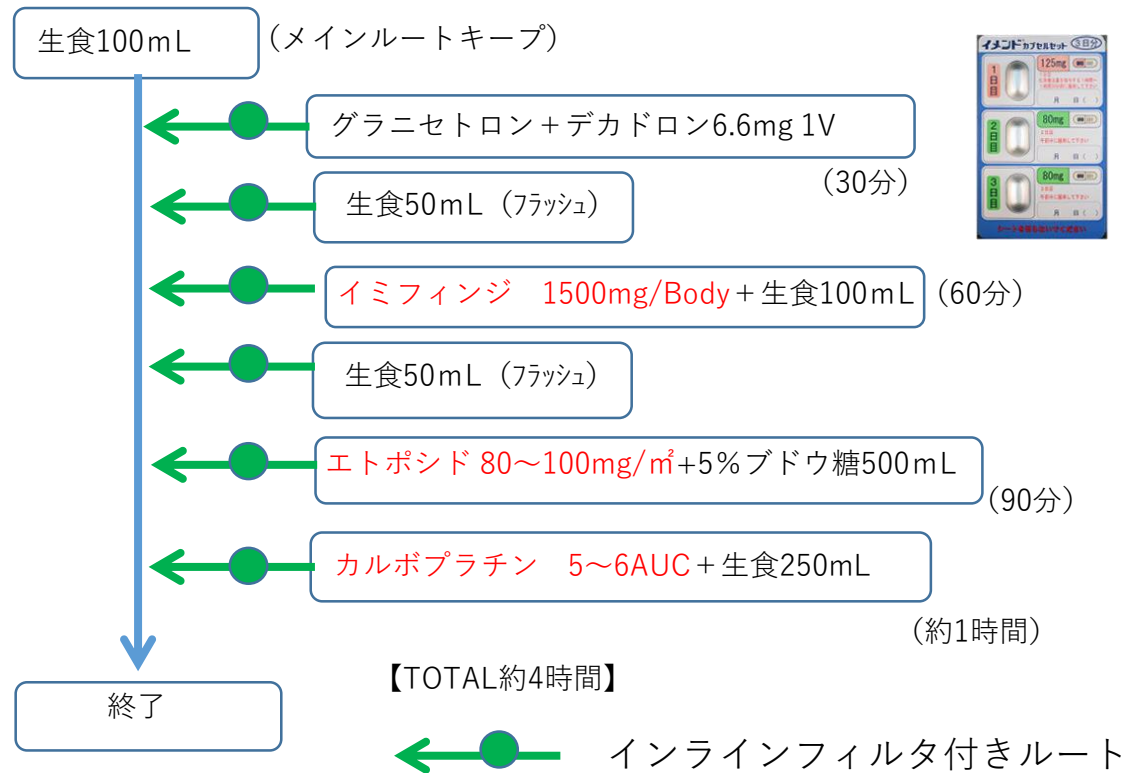 生食100mL (メインルートキープ)
グラニセトロン+デカドロン6.6mg 1V
(30分)
生食50mL (フラッシュ)
イミフィンジ 1500mg/Body+生食100mL (60分)
生食50mL (フラッシュ)
エトポシド 80~100mg/㎡+5%ブドウ糖500mL
(90分)
カルボプラチン 5~6AUC+生食250mL
(約1時間)
【TOTAL約4時間】
終了
インラインフィルタ付きルート
イメンドカプセルセット 3日分
1日目
125mg
月 日( )
2日目
80mg
月 日( )
3日目
80mg
月 日( )